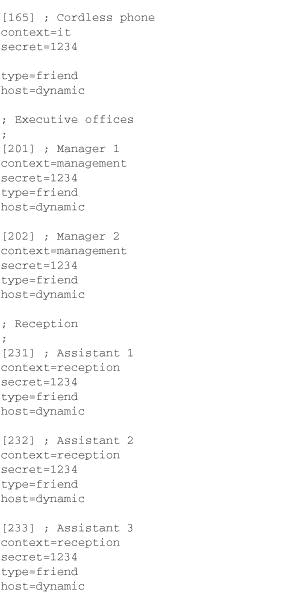 [165] ; Cordless phone
context=it
secret=1234
type=friend
host=dynamic
; Executive offices
;
[201] ; Manager 1
context=management
secret=1234
type=friend
host=dynamic
[202] ; Manager 2
context=management
secret=1234
type=friend
host=dynamic
; Reception
;
[231] ; Assistant 1
context=reception
secret=1234
type=friend
host=dynamic
[232] ; Assistant 2
context=reception
secret=1234
type=friend
host=dynamic
[233] ; Assistant 3
context=reception
secret=1234
type=friend
host=dynamic